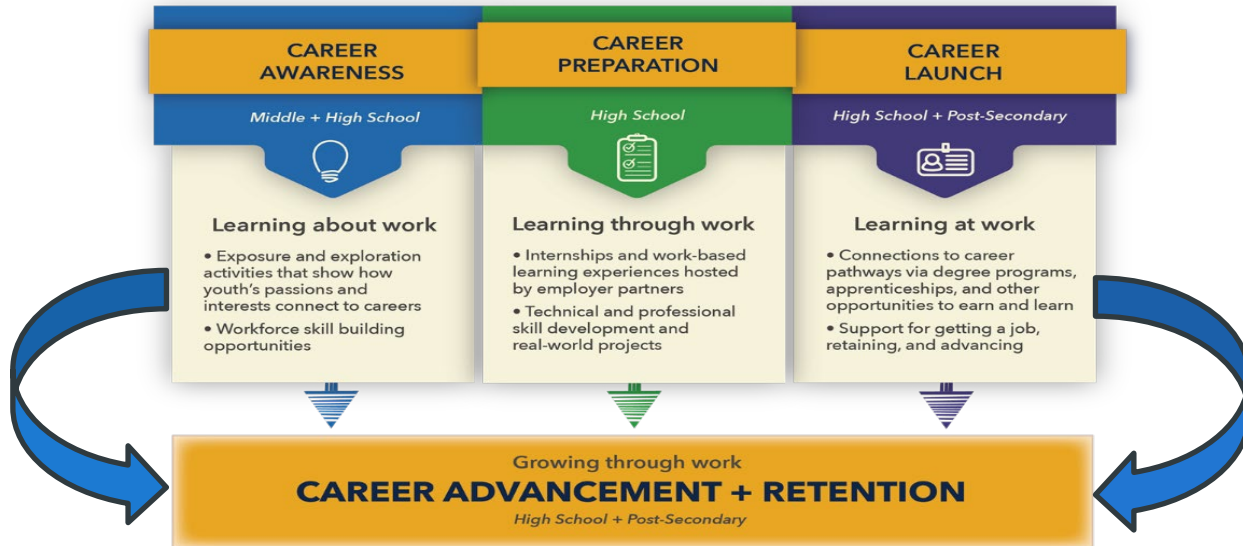 CAREER
AWARENESS
Middle + High School
Learning about work
• Exposure and exploration
activities that show how
youth's passions and
interests connect to careers
• Workforce skill building
opportunities
CAREER
PREPARATION
High School
Learning through work
• Internships and work-based
learning experiences hosted
by employer partners
• Technical and professional
skill development and
real-world projects
CAREER
LAUNCH
High School + Post-Secondary
Learning at work
• Connections to career
pathways via degree programs,
apprenticeships, and other
opportunities to earn and learn
• Support for getting a job,
retaining, and advancing
Growing through work
CAREER ADVANCEMENT + RETENTION
High School + Post-Secondary